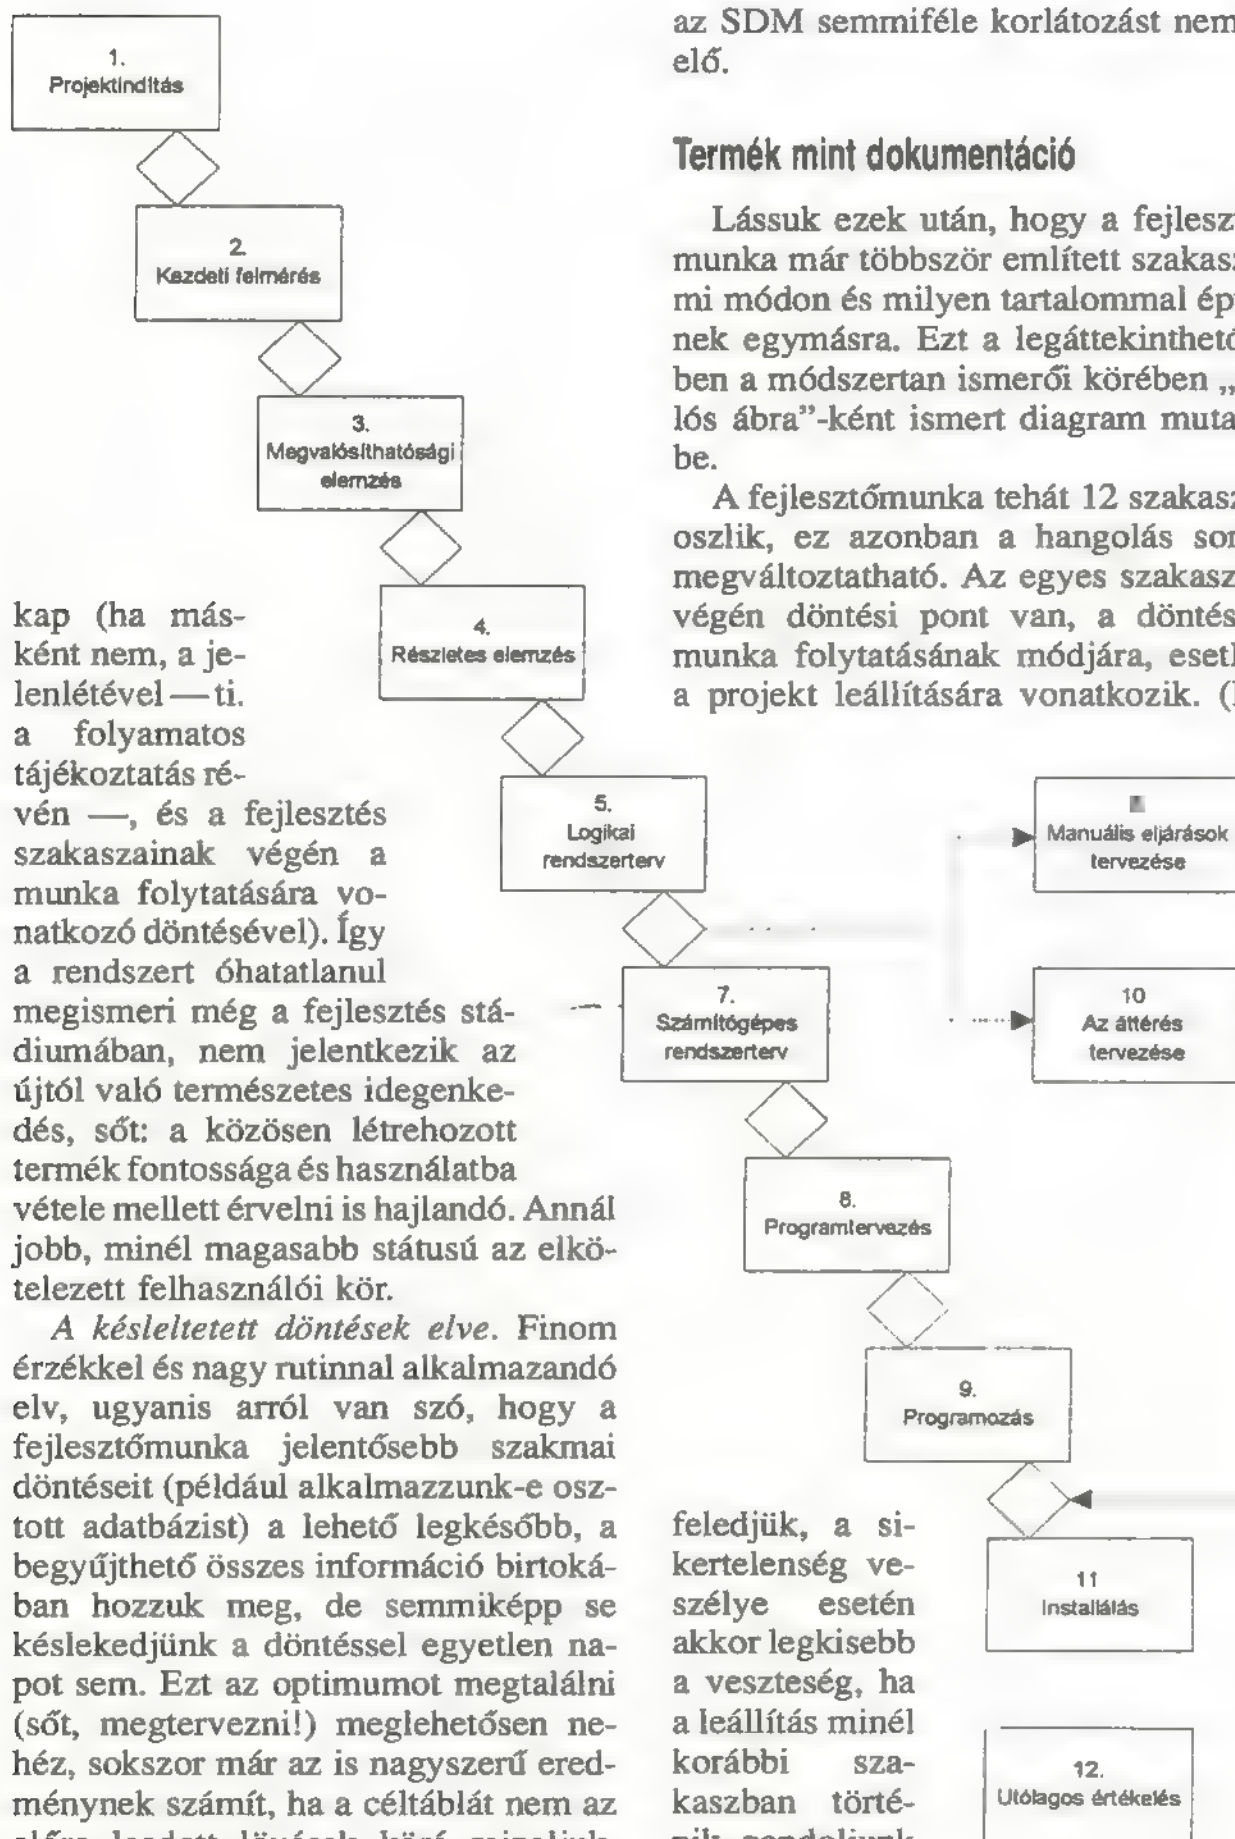 1.
Projektindítás
2.
Kezdeti felmérés
3.
Megvalósíthatósági
elemzés
4.
Részletes elemzés
5.
Logikai
rendszerterv
7.
Számítógépes
rendszerterv
8.
Programtervezés
9.
Programozás
11
Installálás
12.
Utólagos értékelés
Manuális eljárások
tervezése
10
Az áttérés
tervezése
kap (ha más-
ként nem, a je-
lenlétével — ti.
a folyamatos
tájékoztatás ré-
vén —, és a fejlesztés
szakaszainak végén a
munka folytatására vo-
natkozó döntésével). Így
a rendszert óhatatlanul
megismeri még a fejlesztés stá-
diumában, nem jelentkezik az
újtól való természetes idegenke-
dés, sőt: a közösen létrehozott
termék fontossága és használatba
vétele mellett érvelni is hajlandó. Annál
jobb, minél magasabb státusú az elkö-
telezett felhasználói kör.
A késleltetett döntések elve. Finom
érzékkel és nagy rutinnal alkalmazandó
elv, ugyanis arról van szó, hogy a
fejlesztőmunka jelentősebb szakmai
döntéseit (például alkalmazzunk-e osz-
tott adatbázist) a lehető legkésőbb, a
begyűjthető összes információ birtoká-
ban hozzuk meg, de semmiképp se
késlekedjünk a döntéssel egyetlen na-
pot sem. Ezt az optimumot megtalálni
(sőt, megtervezni!) meglehetősen ne-
héz, sokszor már az is nagyszerű ered-
ménynek számít, ha a céltáblát nem az
az SDM semmiféle korlátozást nem
elő.
Termék mint dokumentáció
Lássuk ezek után, hogy a fejlesz
munka már többször említett szakasz
mi módon és milyen tartalommal ép
nek egymásra. Ezt a legáttekinthető
ben a módszertan ismerői körében „
lós ábra”-ként ismert diagram muta
be.
A fejlesztőmunka tehát 12 szakasz
oszlik, ez azonban a hangolás sor
megváltoztatható. Az egyes szakasz
végén döntési pont van, a döntés
munka folytatásának módjára, esetl
a projekt leállítására vonatkozik. (
feledjük, a si-
kertelenség ve-
szélye esetén
akkor legkisebb
a veszteség, ha
a leállítás minél
korábbi sza-
kaszban törté-